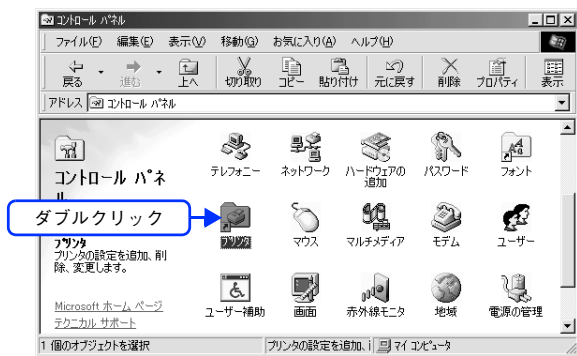 コントロール パネル
ファイル(F) 編集(E) 表示(V) 移動(G) お気に入り(A) ヘルプ(H)
戻る 進む 上へ 切り取り コピー 貼り付け 元に戻す 削除 プロパティ 表示
アドレス コントロール パネル
コントロール パネ
ル
テレフォニー ネットワーク ハードウェアの
追加 パスワード フォント
ダブルクリック
プリンタ マウス マルチメディア モデム ユーザー
プリンタ
プリンタの設定を追加、削
除、変更します。
Microsoft ホーム ページ
テクニカル サポート
ユーザー補助 画面 赤外線モニタ 地域 電源の管理
1 個のオブジェクトを選択 プリンタの設定を追加、i マイ コンピュータ